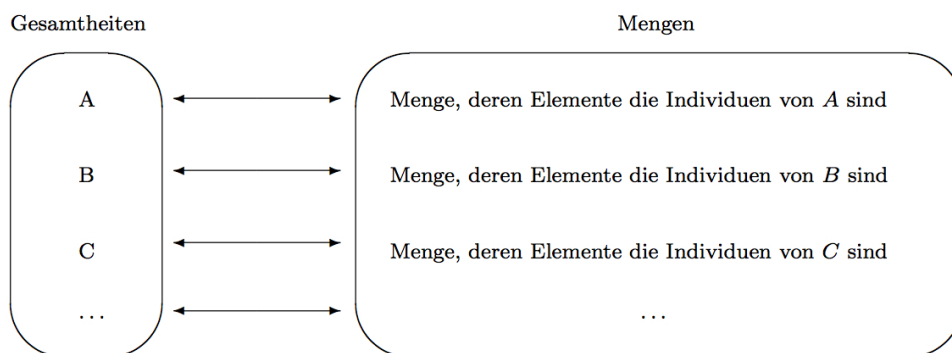 Gesamtheiten Mengen
A Menge, deren Elemente die Individuen von A sind
B Menge, deren Elemente die Individuen von B sind
C Menge, deren Elemente die Individuen von C sind
... ...